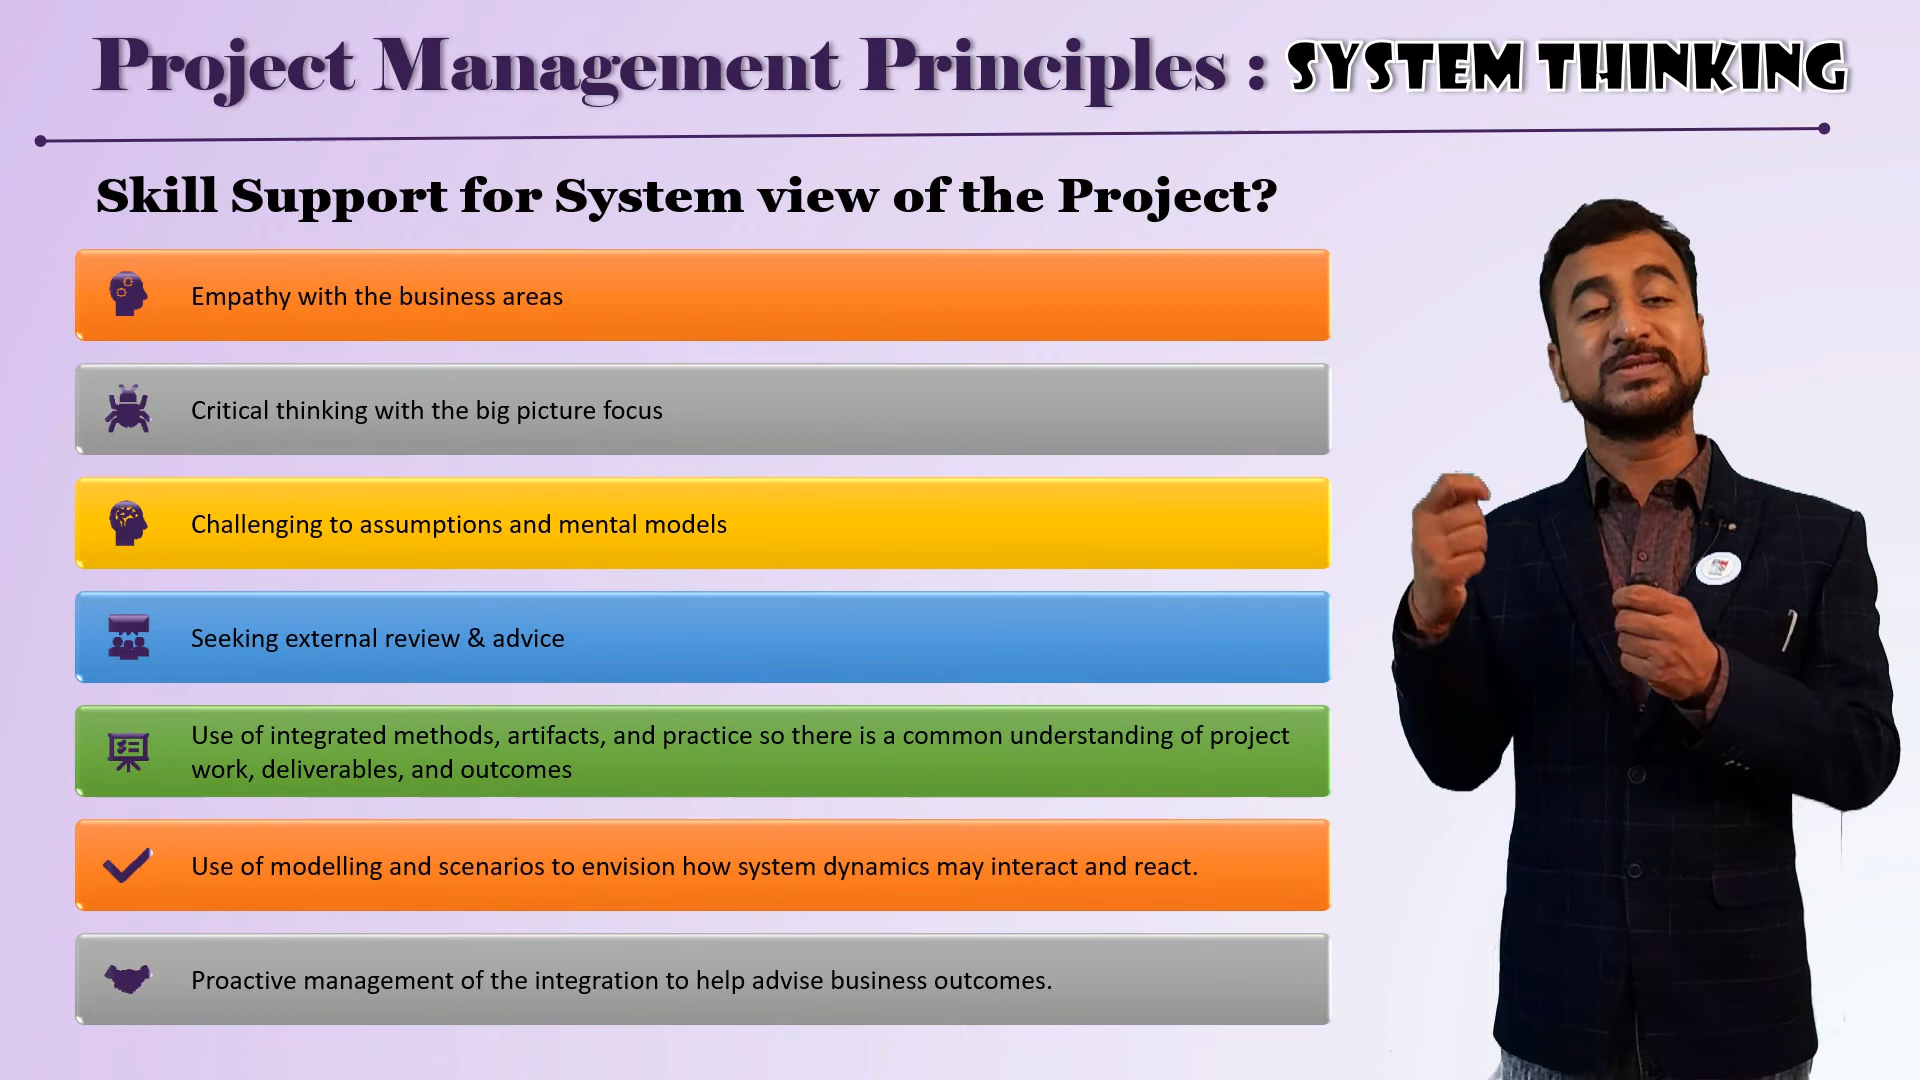 Project Management Principles : SYSTEM THINKING
Skill Support for System view of the Project?
Empathy with the business areas
Critical thinking with the big picture focus
Challenging to assumptions and mental models
Seeking external review & advice
Use of integrated methods, artifacts, and practice so there is a common understanding of project
work, deliverables, and outcomes
Use of modelling and scenarios to envision how system dynamics may interact and react.
Proactive management of the integration to help advise business outcomes.